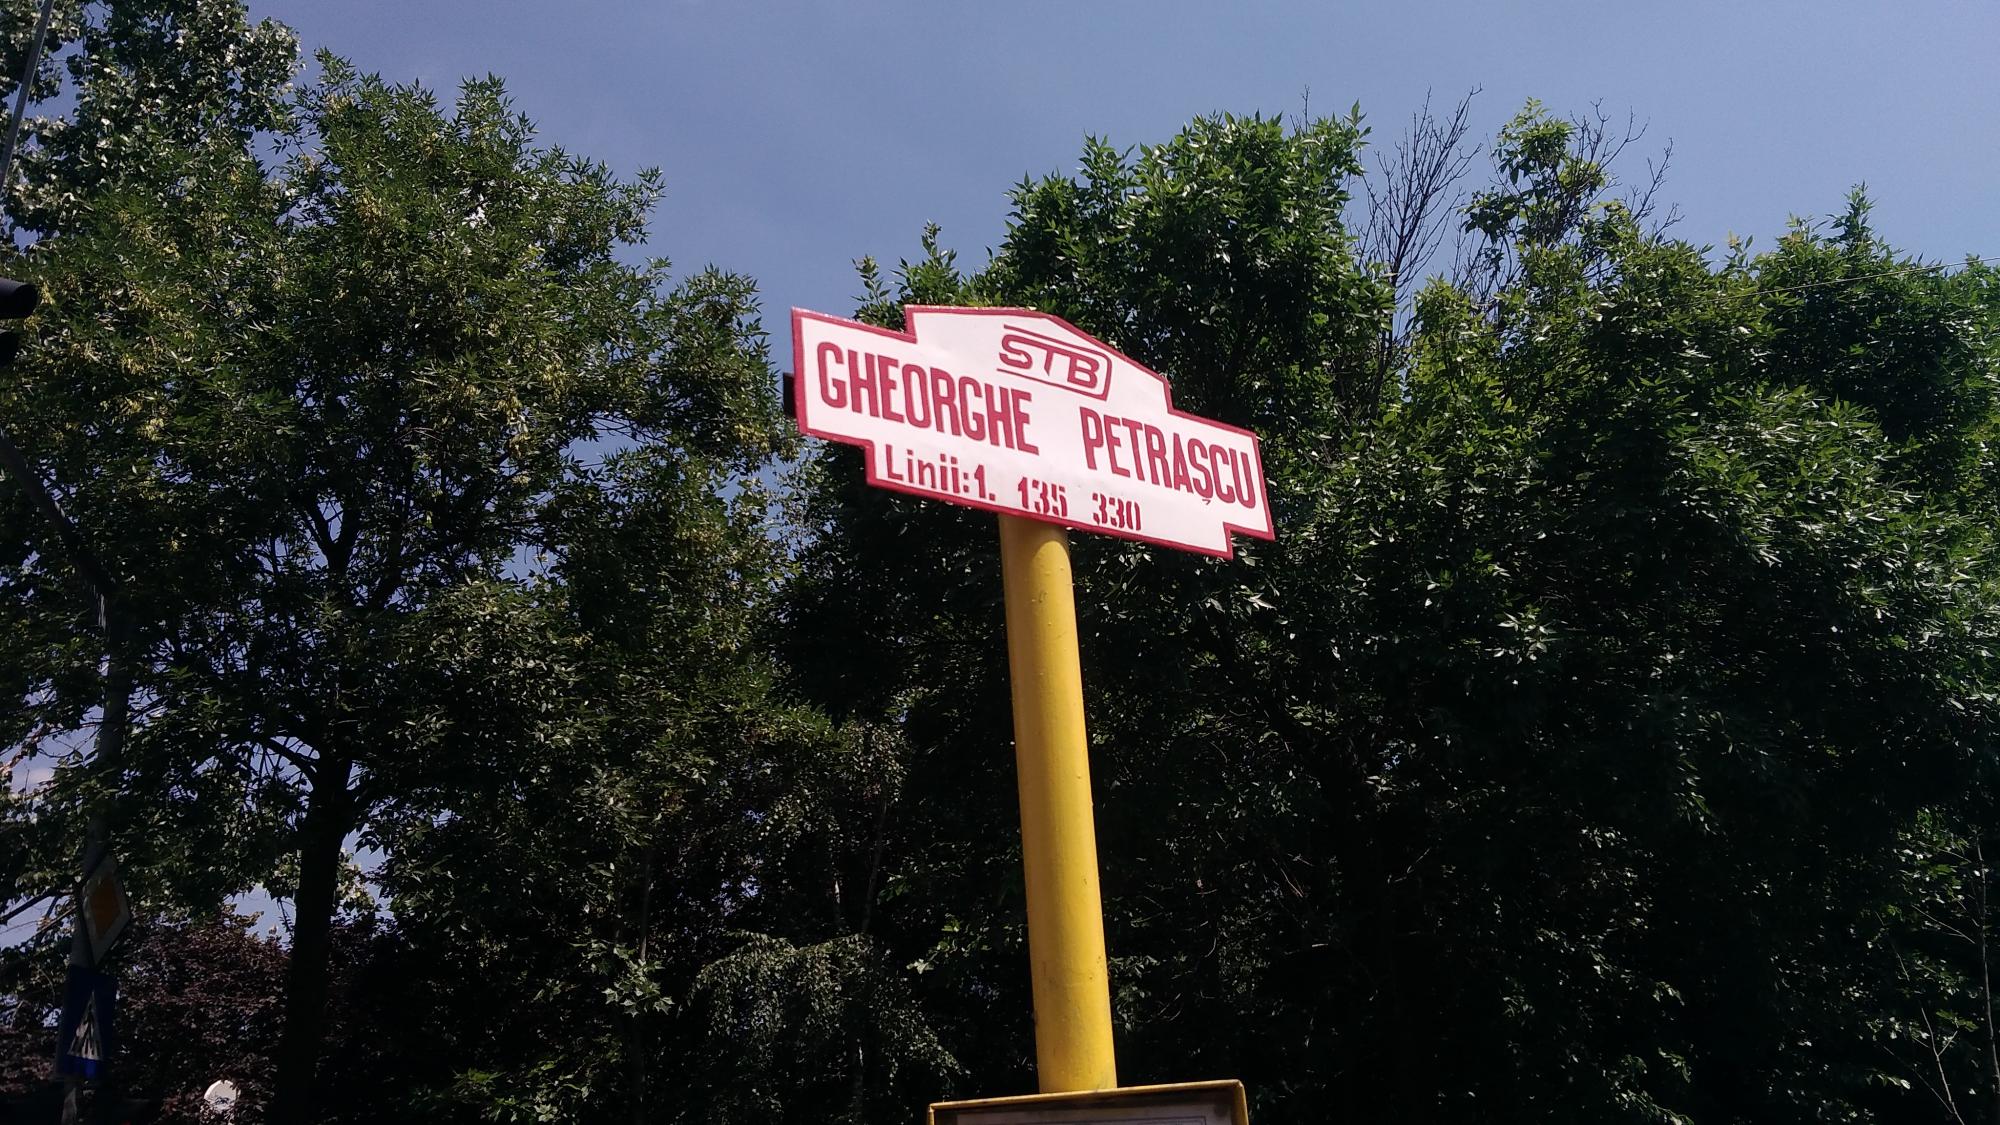 STB
GHEORGHE PETRAȘCU
Linii:1. 135 330